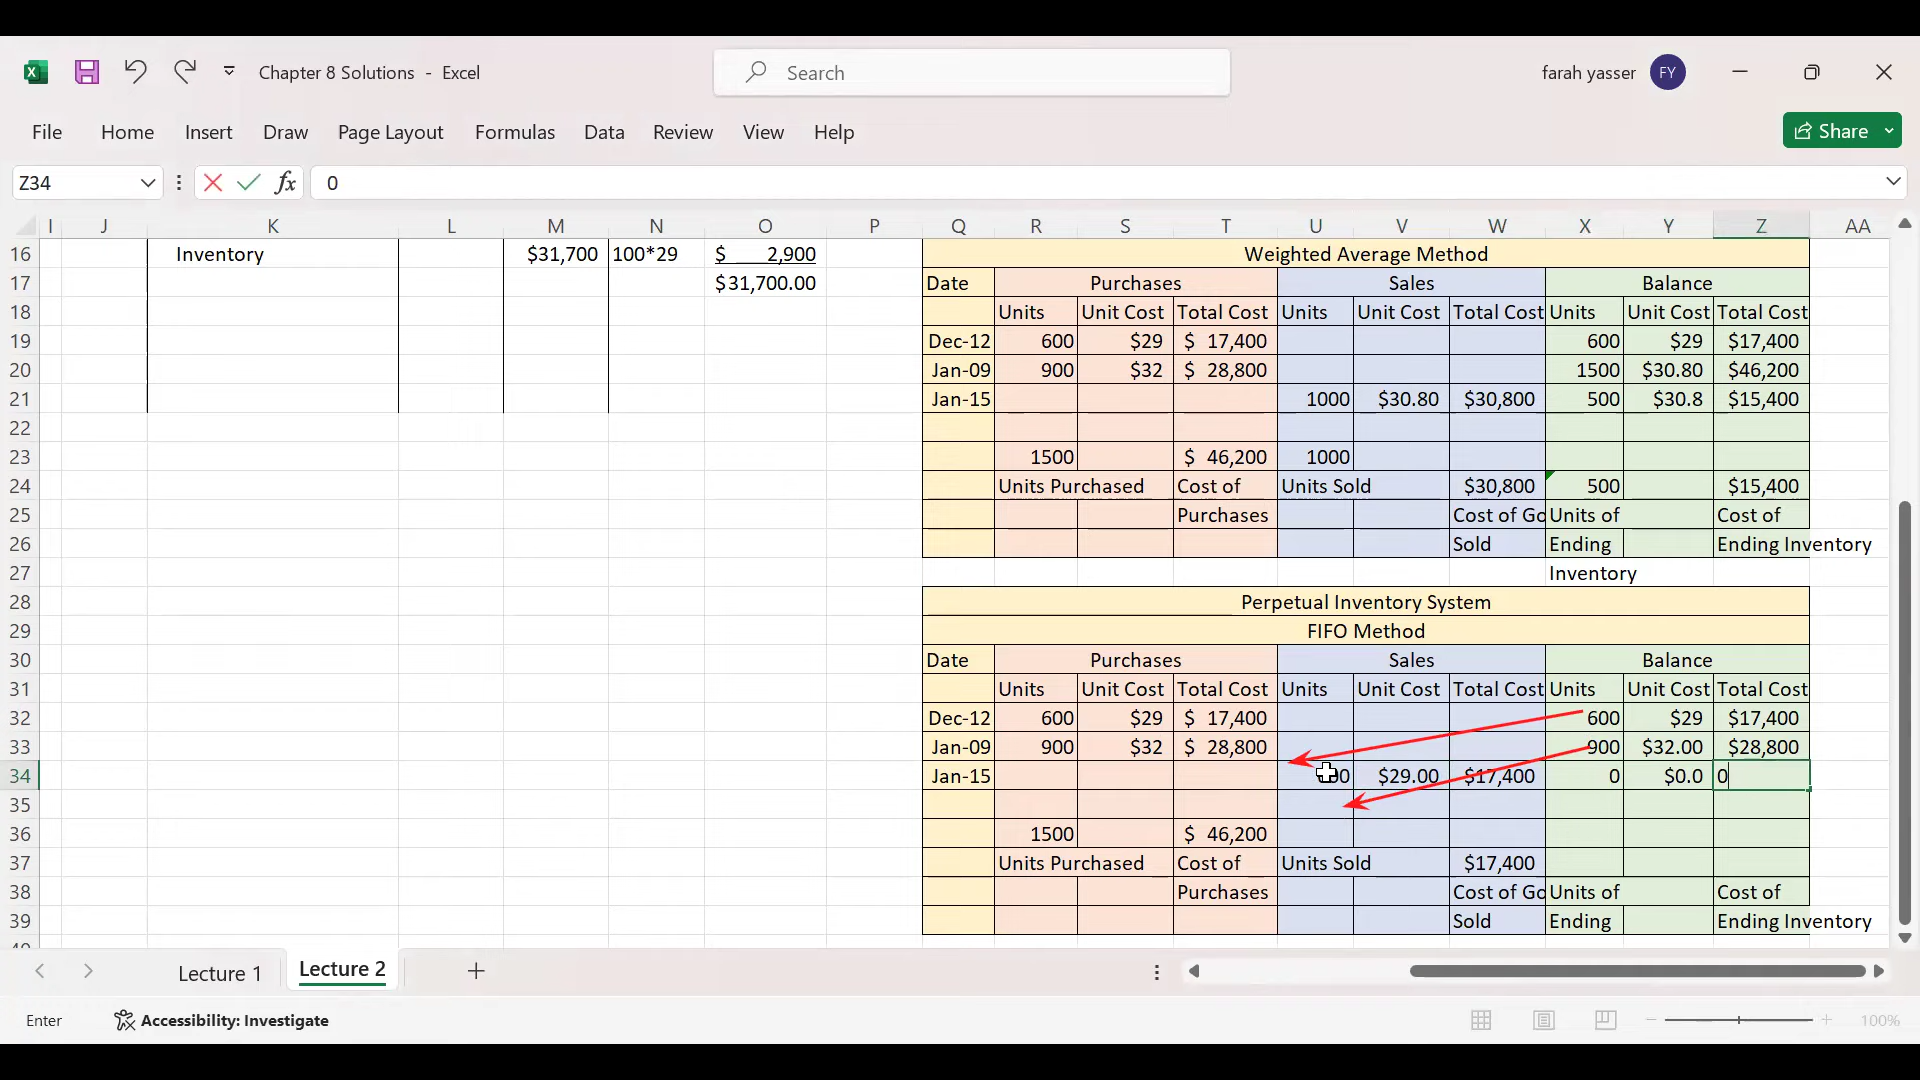 Chapter 8 Solutions - Excel
Search
farah yasser FY
File Home Insert Draw Page Layout Formulas Data Review View Help
Share
Z34 fx 0
I J K L M N O P Q R S T U V W X Y Z AA
16 Inventory $31,700 100*29 $ 2,900 Weighted Average Method
17 $31,700.00 Date Purchases Sales Balance
18 Units Unit Cost Total Cost Units Unit Cost Total Cost Units Unit Cost Total Cost
19 Dec-12 600 $29 $ 17,400 600 $29 $17,400
20 Jan-09 900 $32 $ 28,800 1500 $30.80 $46,200
21 Jan-15 1000 $30.80 $30,800 500 $30.8 $15,400
22
23 1500 $ 46,200 1000
24 Units Purchased Cost of Units Sold $30,800 500 $15,400
25 Purchases Cost of Go Units of Cost of
26 Sold Ending Ending Inventory
27 Inventory
28 Perpetual Inventory System
29 FIFO Method
30 Date Purchases Sales Balance
31 Units Unit Cost Total Cost Units Unit Cost Total Cost Units Unit Cost Total Cost
32 Dec-12 600 $29 $ 17,400 600 $29 $17,400
33 Jan-09 900 $32 $ 28,800 900 $32.00 $28,800
34 Jan-15 $29.00 $17,400 0 $0.0 0
35
36 1500 $ 46,200
37 Units Purchased Cost of Units Sold $17,400
38 Purchases Cost of Go Units of Cost of
39 Sold Ending Ending Inventory
Lecture 1 Lecture 2
Enter Accessibility: Investigate 100%